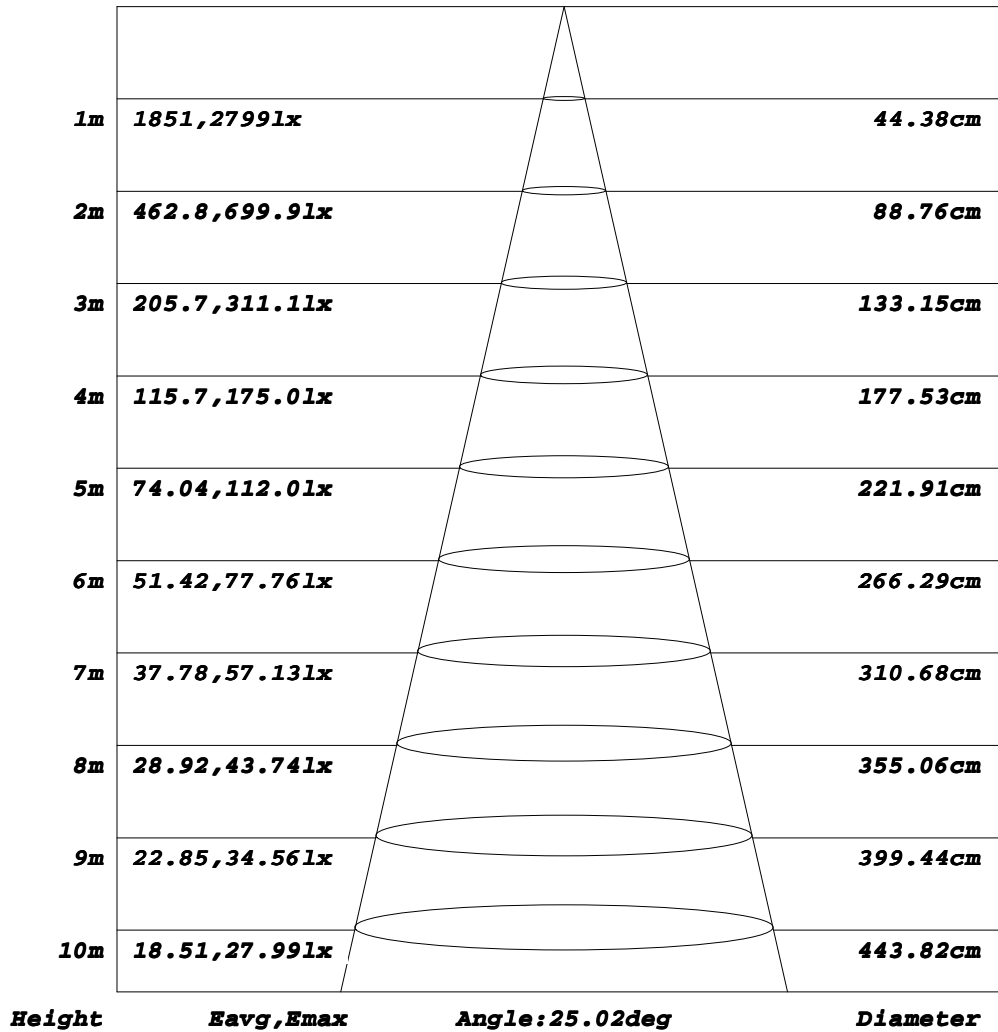 1m 1851,2799lx 44.38cm
2m 462.8,699.9lx 88.76cm
3m 205.7,311.1lx 133.15cm
4m 115.7,175.0lx 177.53cm
5m 74.04,112.0lx 221.91cm
6m 51.42,77.76lx 266.29cm
7m 37.78,57.13lx 310.68cm
8m 28.92,43.74lx 355.06cm
9m 22.85,34.56lx 399.44cm
10m 18.51,27.99lx 443.82cm
Height Eavg,Emax Angle:25.02deg Diameter